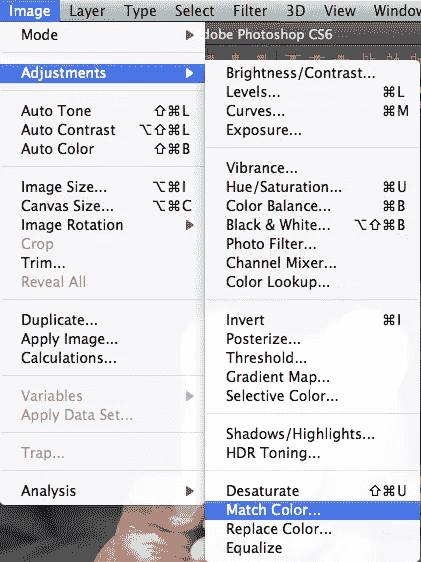 Image Layer Type Select Filter 3D View Window
dobe Photoshop CS6
Mode
Adjustments
Auto Tone ⇧⌘L
Auto Contrast ⌥⇧⌘L
Auto Color ⇧⌘B
Image Size... ⌥⌘I
Canvas Size... ⌥⌘C
Image Rotation
Crop
Trim...
Reveal All
Duplicate...
Apply Image...
Calculations...
Variables
Apply Data Set...
Trap...
Analysis
Brightness/Contrast...
Levels... ⌘L
Curves... ⌘M
Exposure...
Vibrance...
Hue/Saturation... ⌘U
Color Balance... ⌘B
Black & White... ⌥⇧⌘B
Photo Filter...
Channel Mixer...
Color Lookup...
Invert ⌘I
Posterize...
Threshold...
Gradient Map...
Selective Color...
Shadows/Highlights...
HDR Toning...
Desaturate ⇧⌘U
Match Color...
Replace Color...
Equalize